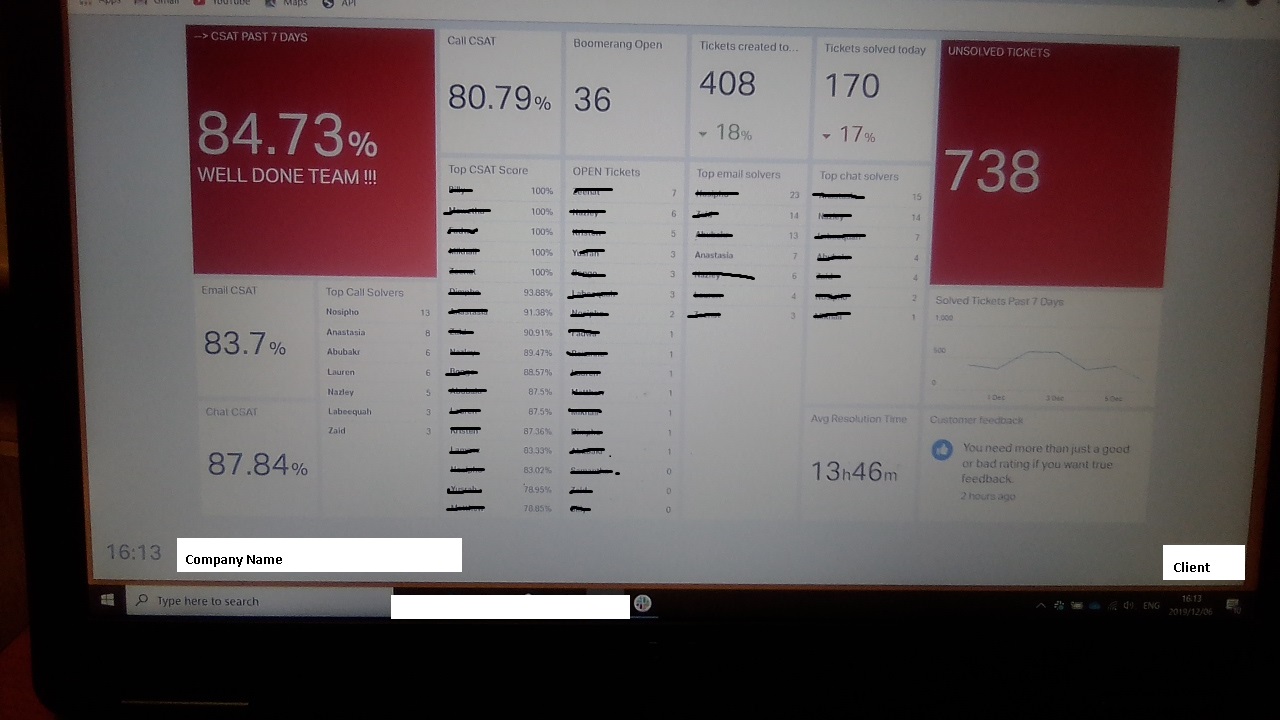 Apps Gmail YouTube Maps API
--> CSAT PAST 7 DAYS
84.73%
WELL DONE TEAM !!!
Call CSAT
80.79%
Boomerang Open
36
Tickets created to...
408
18%
Tickets solved today
170
17%
UNSOLVED TICKETS
738
Email CSAT
83.7%
Chat CSAT
87.84%
Top Call Solvers
Nosipho 13
Anastasia 8
Abubakr 6
Lauren 6
Nazley 5
Labeequah 3
Zaid 3
Top CSAT Score
100%
100%
100%
100%
100%
93.88%
91.38%
90.91%
89.47%
88.57%
87.5%
87.5%
87.36%
83.33%
83.02%
78.95%
78.85%
OPEN Tickets
7
6
5
3
3
3
2
1
1
1
1
1
1
1
0
0
0
Top email solvers
23
14
13
Anastasia 7
6
4
3
Top chat solvers
15
14
7
4
4
2
1
Solved Tickets Past 7 Days
1,000
500
0
1 Dec 3 Dec 5 Dec
Avg Resolution Time
13h46m
Customer feedback
You need more than just a good
or bad rating if you want true
feedback.
2 hours ago
16:13
Company Name
Client
Type here to search
ENG
16:13
2019/12/06